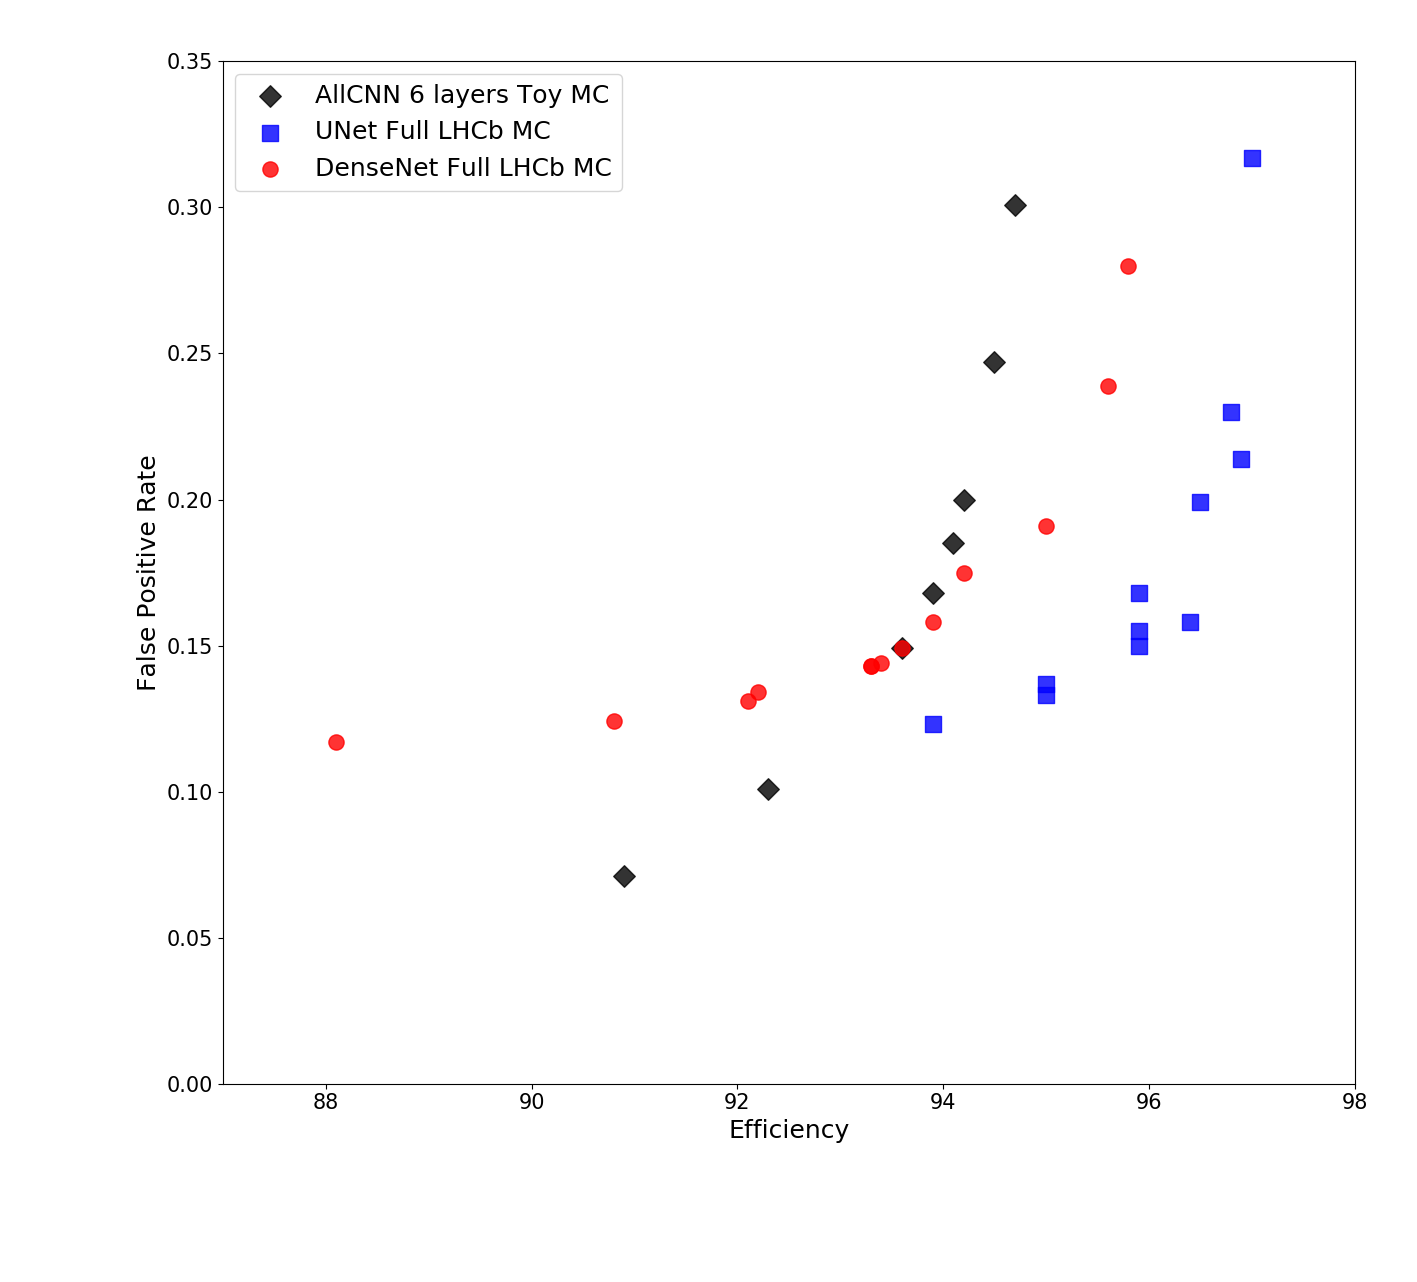 0.35
AllCNN 6 layers Toy MC
UNet Full LHCb MC
DenseNet Full LHCb MC
0.30
0.25
0.20
0.15
0.10
0.05
0.00
False Positive Rate
88 90 92 94 96 98
Efficiency